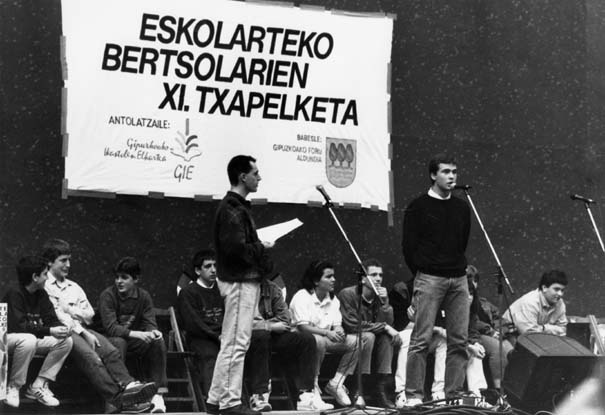 ESKOLARTEKO
BERTSOLARIEN
XI. TXAPELKETA
ANTOLATZAILE:
Gipuzkoako
Ikastolen Elkartea
GIE
BABESLE:
GIPUZKOAKO FORU
ALDUNDIA